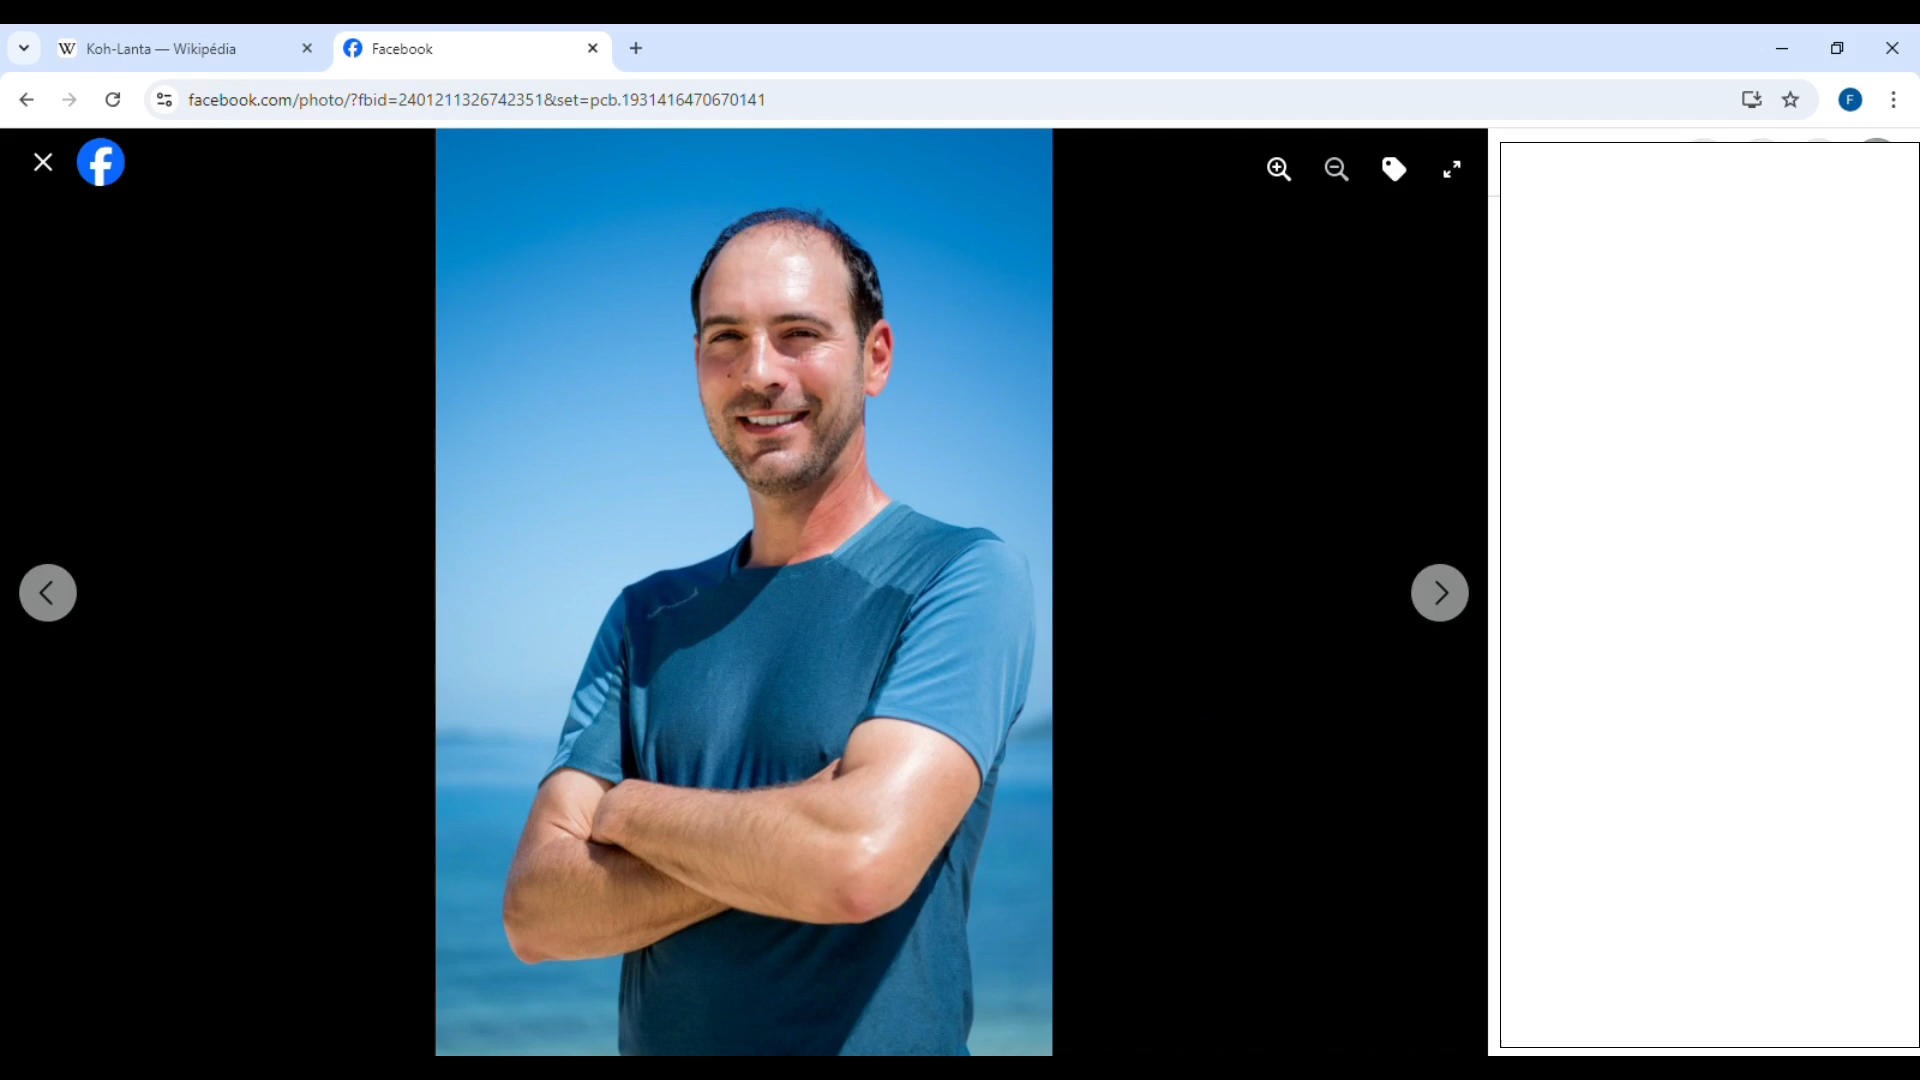 Koh-Lanta — Wikipédia
Facebook
facebook.com/photo/?fbid=2401211326742351&set=pcb.1931416470670141
F